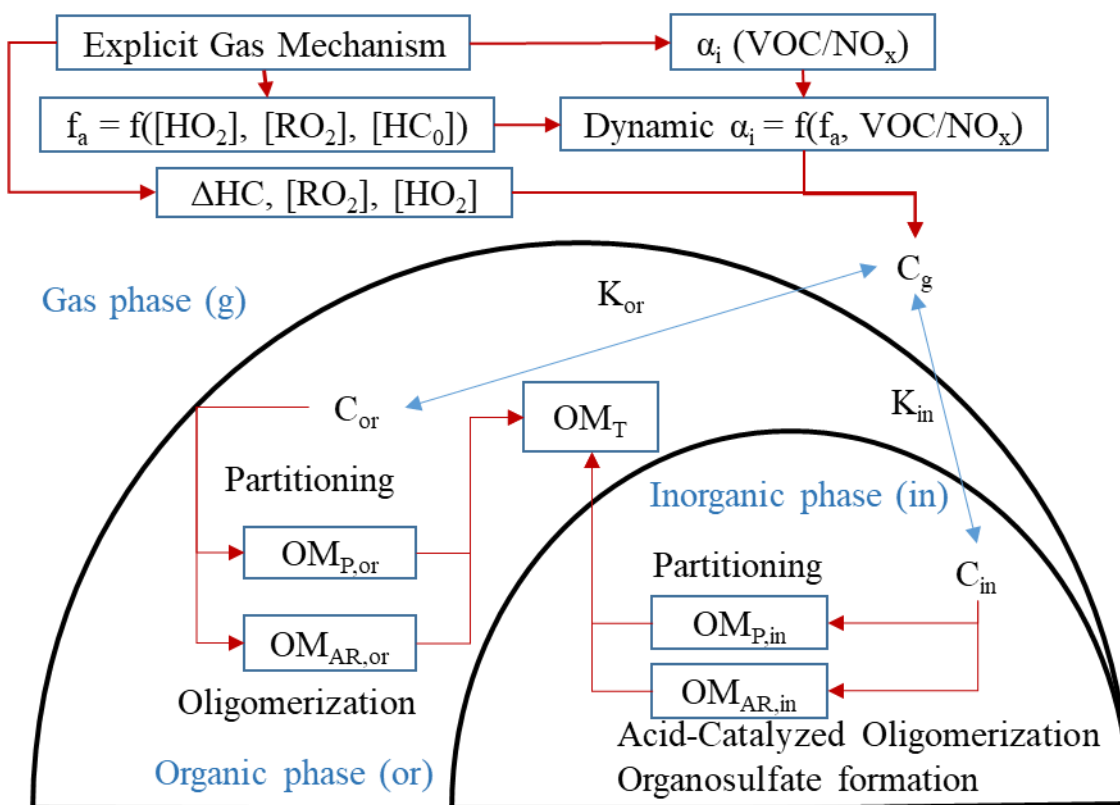 Explicit Gas Mechanism
αi (VOC/NOx)
fa = f([HO2], [RO2], [HC0])
Dynamic αi = f(fa, VOC/NOx)
ΔHC, [RO2], [HO2]
Cg
Gas phase (g)
Kor
Kin
Cor
OMT
Partitioning
Inorganic phase (in)
OMP,or
Partitioning
Cin
OMP,in
OMAR,or
OMAR,in
Oligomerization
Acid-Catalyzed Oligomerization
Organic phase (or)
Organosulfate formation